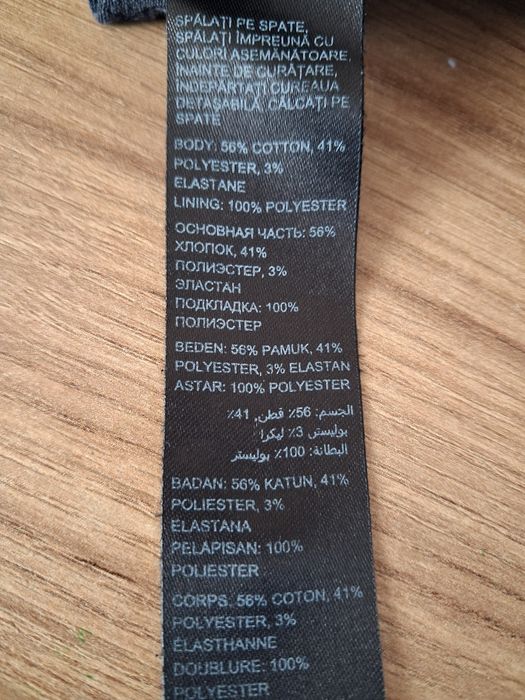 SPĂLAȚI PE SPATE,
SPĂLAȚI ÎMPREUNĂ CU
CULORI ASEMĂNĂTOARE,
ÎNAINTE DE CURĂȚARE,
ÎNDEPĂRTAȚI CUREAUA
DETAȘABILĂ, CĂLCAȚI PE
SPATE
BODY: 56% COTTON, 41%
POLYESTER, 3%
ELASTANE
LINING: 100% POLYESTER
ОСНОВНАЯ ЧАСТЬ: 56%
ХЛОПОК, 41%
ПОЛИЭСТЕР, 3%
ЭЛАСТАН
ПОДКЛАДКА: 100%
ПОЛИЭСТЕР
BEDEN: 56% PAMUK, 41%
POLYESTER, 3% ELASTAN
ASTAR: 100% POLYESTER
الجسم: 56٪ قطن, 41٪
بوليستر 3٪ ليكرا
البطانة: 100٪ بوليستر
BADAN: 56% KATUN, 41%
POLIESTER, 3%
ELASTANA
PELAPISAN: 100%
POLIESTER
CORPS: 56% COTON, 41%
POLYESTER, 3%
ÉLASTHANNE
DOUBLURE: 100%
POLYESTER